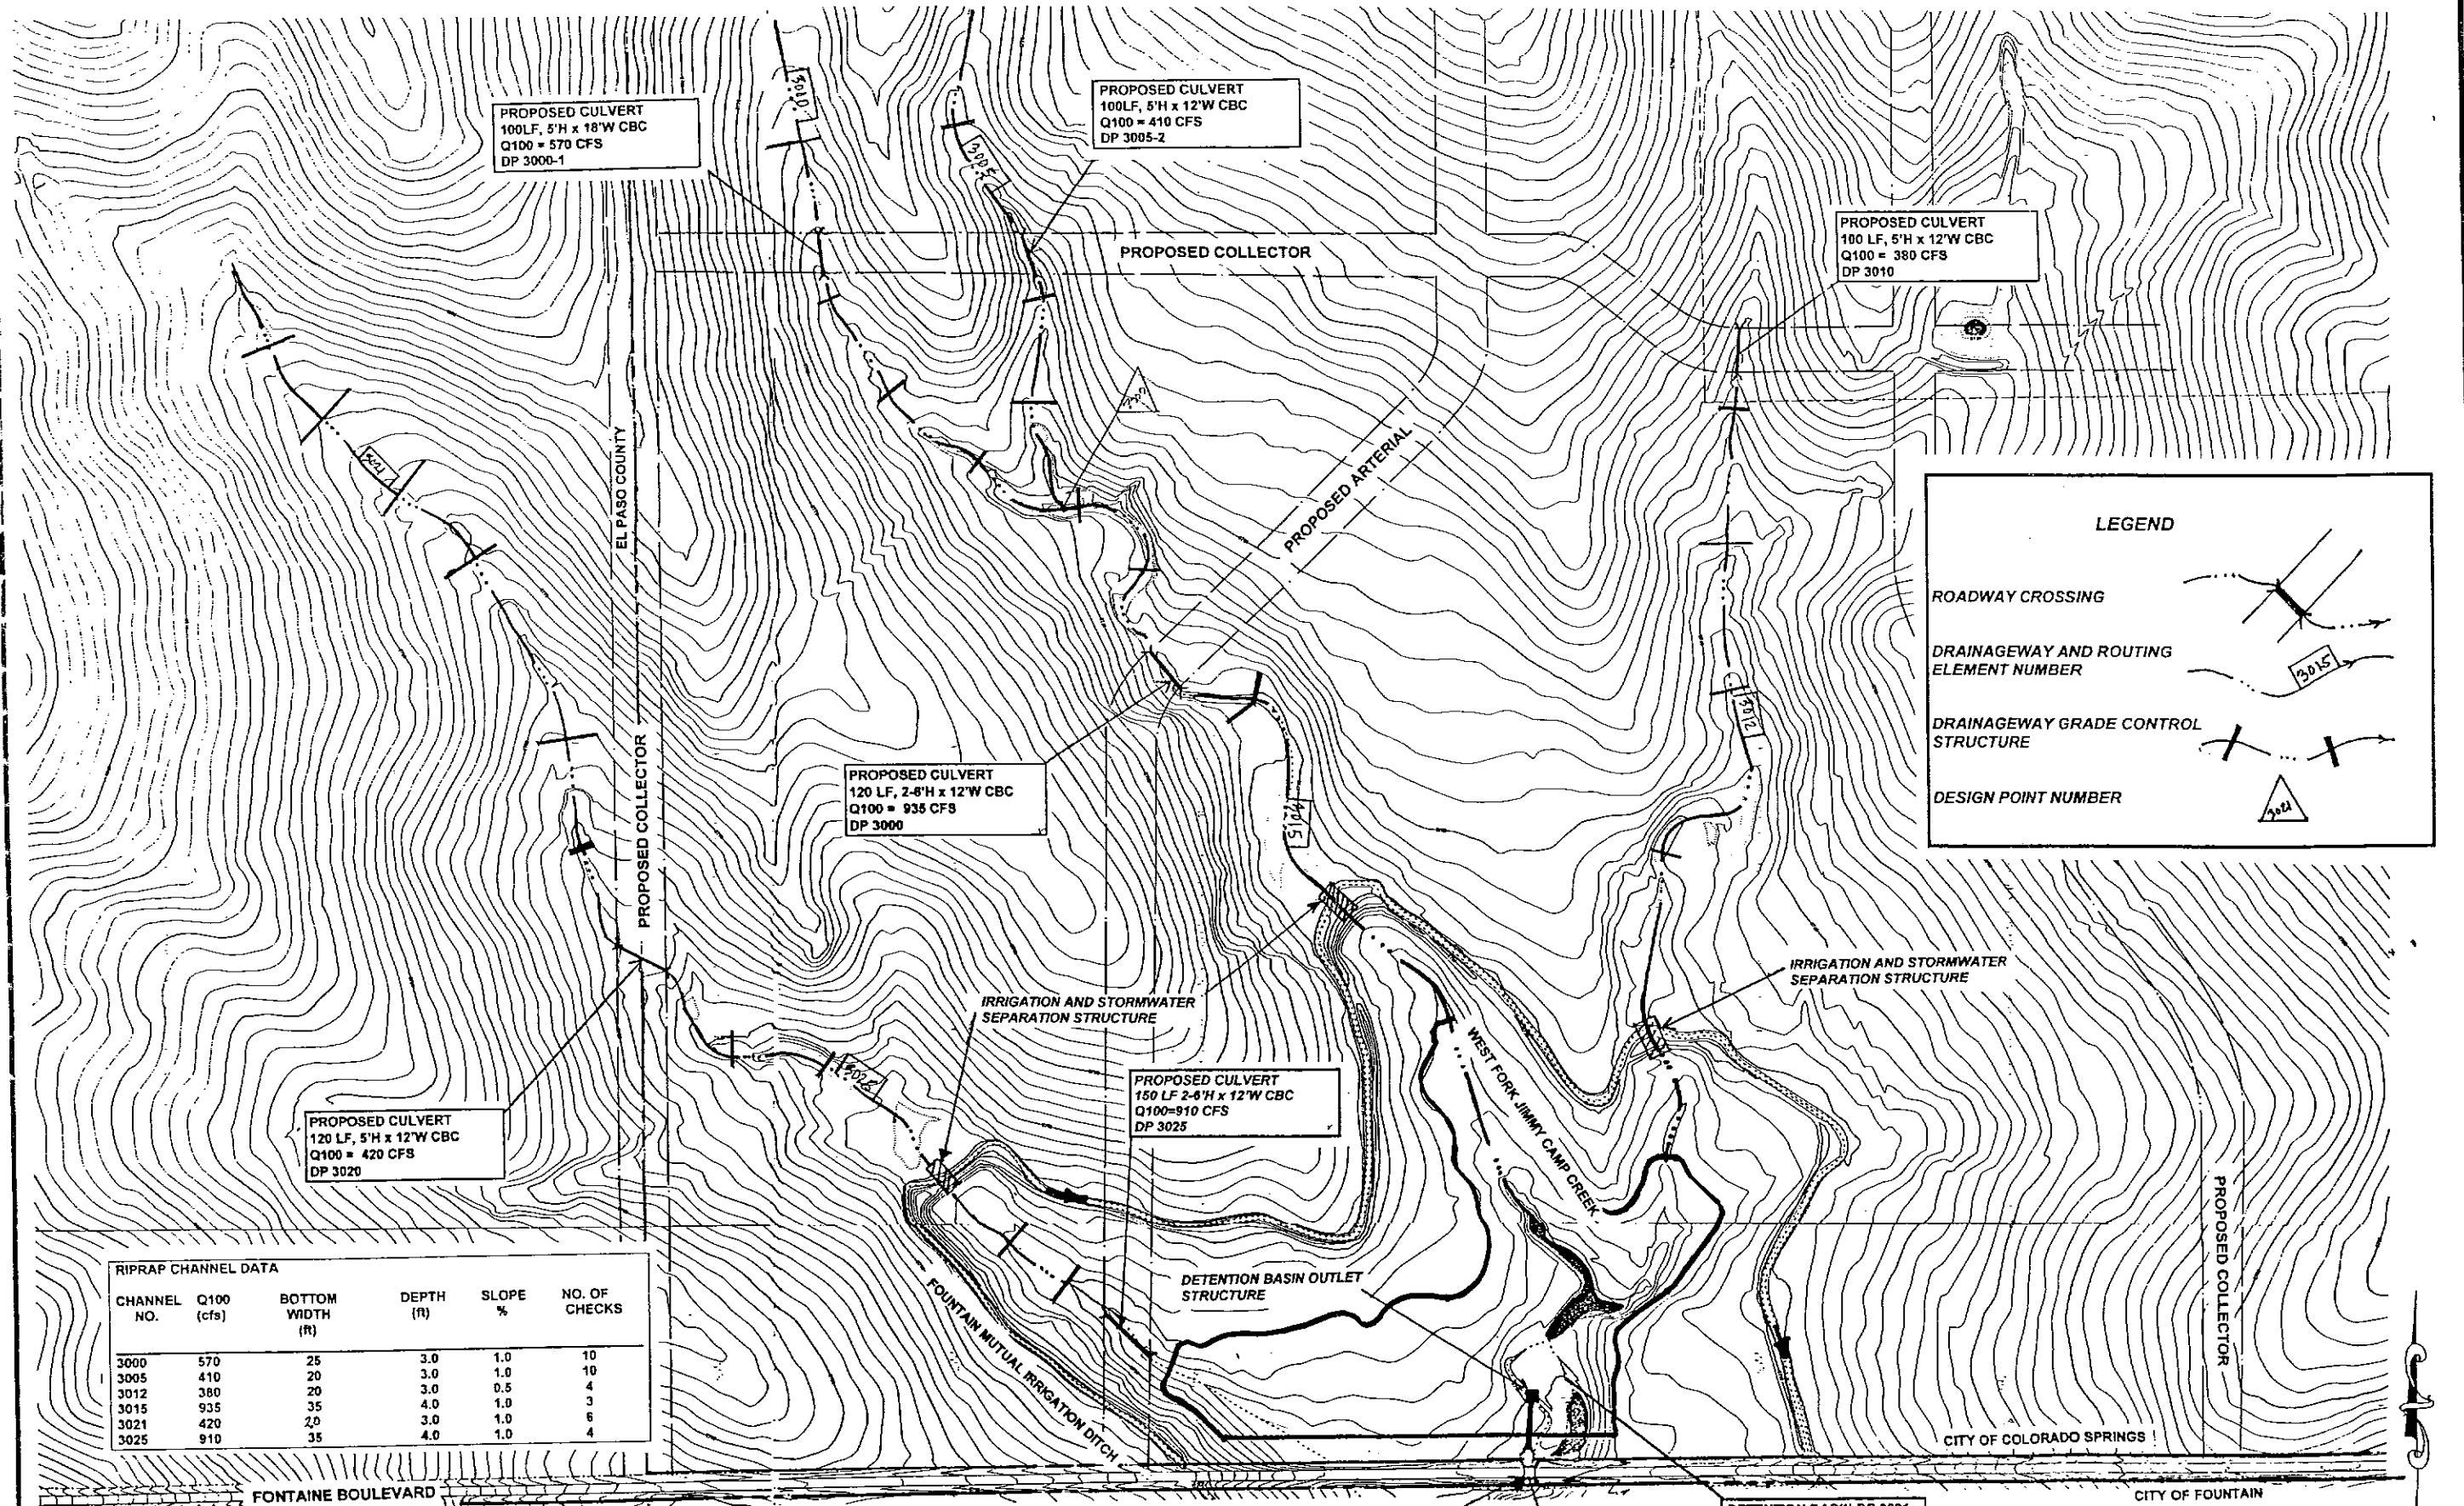 PROPOSED CULVERT
100LF, 5'H x 18'W CBC
Q100 = 570 CFS
DP 3000-1
PROPOSED CULVERT
100LF, 5'H x 12'W CBC
Q100 = 410 CFS
DP 3005-2
PROPOSED CULVERT
100 LF, 5'H x 12'W CBC
Q100 = 380 CFS
DP 3010
3005
PROPOSED COLLECTOR
EL PASO COUNTY
PROPOSED COLLECTOR
3021
PROPOSED ARTERIAL
LEGEND
ROADWAY CROSSING
DRAINAGEWAY AND ROUTING
ELEMENT NUMBER
3015
DRAINAGEWAY GRADE CONTROL
STRUCTURE
DESIGN POINT NUMBER
3021
3012
PROPOSED CULVERT
120 LF, 2-6'H x 12'W CBC
Q100 = 935 CFS
DP 3000
3015
IRRIGATION AND STORMWATER
SEPARATION STRUCTURE
IRRIGATION AND STORMWATER
SEPARATION STRUCTURE
WEST FORK JIMMY CAMP CREEK
3025
PROPOSED CULVERT
150 LF 2-6'H x 12'W CBC
Q100=910 CFS
DP 3025
PROPOSED CULVERT
120 LF, 5'H x 12'W CBC
Q100 = 420 CFS
DP 3020
PROPOSED COLLECTOR
DETENTION BASIN OUTLET
STRUCTURE
FOUNTAIN MUTUAL IRRIGATION DITCH
RIPRAP CHANNEL DATA
CHANNEL NO. Q100 (cfs) BOTTOM WIDTH (ft) DEPTH (ft) SLOPE % NO. OF CHECKS
3000 570 25 3.0 1.0 10
3005 410 20 3.0 1.0 10
3012 380 20 3.0 0.5 4
3015 935 35 4.0 1.0 3
3021 420 20 3.0 1.0 6
3025 910 35 4.0 1.0 4
CITY OF COLORADO SPRINGS
FONTAINE BOULEVARD
CITY OF FOUNTAIN